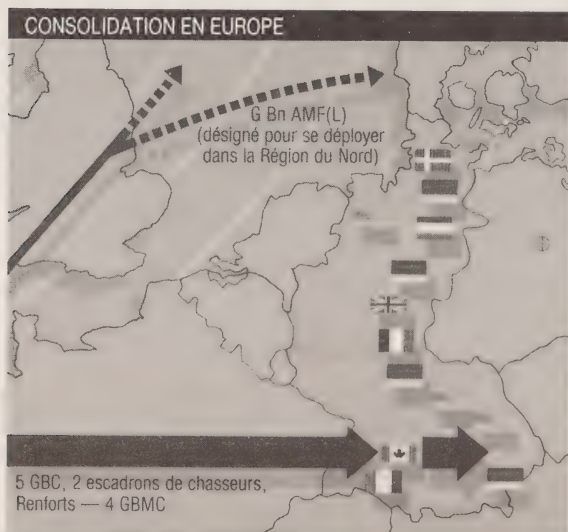 CONSOLIDATION EN EUROPE
G Bn AMF(L)
(désigné pour se déployer
dans la Région du Nord)
5 GBC, 2 escadrons de chasseurs,
Renforts — 4 GBMC